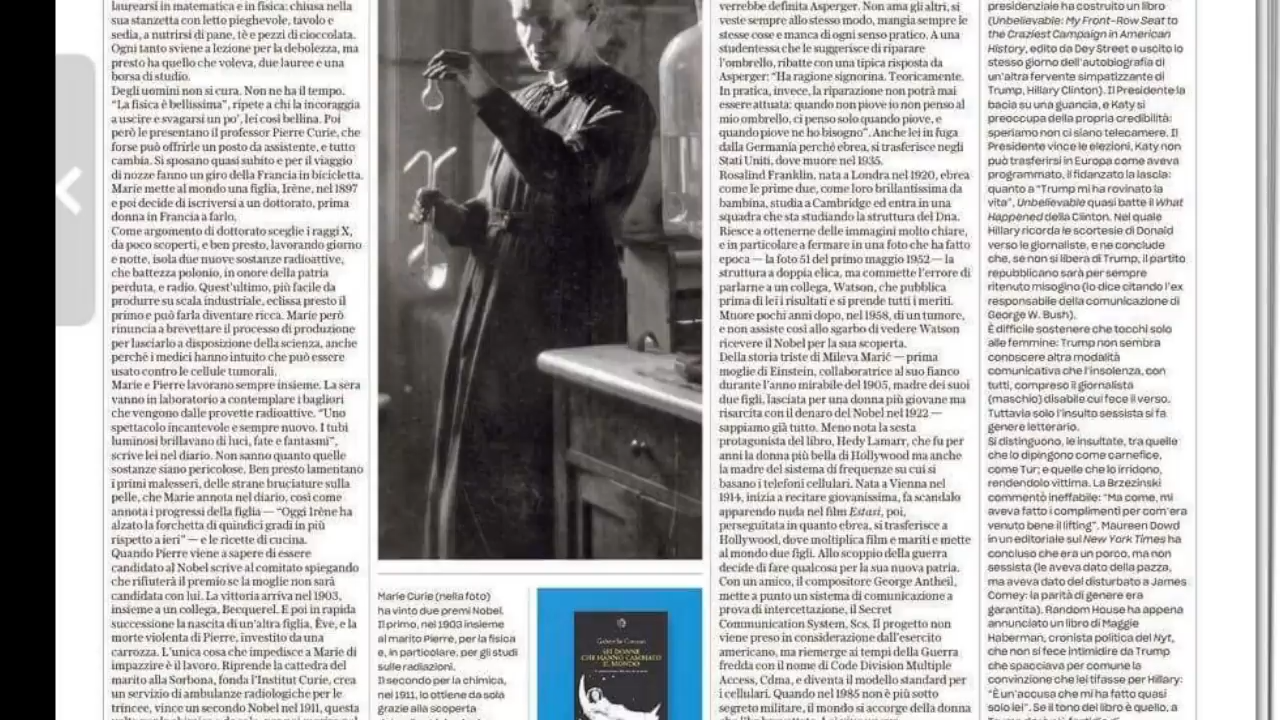 laurearsi in matematica e in fisica: chiusa nella
sua stanzetta con letto pieghevole, tavolo e
sedia, a nutrirsi di pane, tè e pezzi di cioccolata.
Ogni tanto sviene a lezione per la debolezza, ma
presto ha quello che voleva, due lauree e una
borsa di studio.
Degli uomini non si cura. Non ne ha il tempo.
“La fisica è bellissima”, ripete a chi la incoraggia
a uscire e svagarsi un po’, lei così bellina. Poi
però le presentano il professor Pierre Curie, che
forse può offrirle un posto da assistente, e tutto
cambia. Si sposano quasi subito e per il viaggio
di nozze fanno un giro della Francia in bicicletta.
Marie mette al mondo una figlia, Irène, nel 1897
e poi decide di iscriversi a un dottorato, prima
donna in Francia a farlo.
Come argomento di dottorato sceglie i raggi X,
da poco scoperti, e ben presto, lavorando giorno
e notte, isola due nuove sostanze radioattive,
che battezza polonio, in onore della patria
perduta, e radio. Quest’ultimo, più facile da
produrre su scala industriale, eclissa presto il
primo e può farla diventare ricca. Marie però
rinuncia a brevettare il processo di produzione
per lasciarlo a disposizione della scienza, anche
perché i medici hanno intuito che può essere
usato contro le cellule tumorali.
Marie e Pierre lavorano sempre insieme. La sera
vanno in laboratorio a contemplare i bagliori
che vengono dalle provette radioattive. “Uno
spettacolo incantevole e sempre nuovo. I tubi
luminosi brillavano di luci, fate e fantasmi”,
scrive lei nel diario. Non sanno quanto quelle
sostanze siano pericolose. Ben presto lamentano
i primi malesseri, delle strane bruciature sulla
pelle, che Marie annota nel diario, così come
annota i progressi della figlia — “Oggi Irène ha
alzato la forchetta di quindici gradi in più
rispetto a ieri” — e le ricette di cucina.
Quando Pierre viene a sapere di essere
candidato al Nobel scrive al comitato spiegando
che rifiuterà il premio se la moglie non sarà
candidata con lui. La vittoria arriva nel 1903,
insieme a un collega, Becquerel. E poi in rapida
successione la nascita di un’altra figlia, Ève, e la
morte violenta di Pierre, investito da una
carrozza. L’unica cosa che impedisce a Marie di
impazzire è il lavoro. Riprende la cattedra del
marito alla Sorbona, fonda l’Institut Curie, crea
un servizio di ambulanze radiologiche per le
trincee, vince un secondo Nobel nel 1911, questa
Marie Curie (nella foto)
ha vinto due premi Nobel.
Il primo, nel 1903 insieme
al marito Pierre, per la fisica
e, in particolare, per gli studi
sulle radiazioni.
Il secondo per la chimica,
nel 1911, lo ottiene da sola
grazie alla scoperta
SEI DONNE
CHE HANNO CAMBIATO
IL MONDO
verrebbe definita Asperger. Non ama gli altri, si
veste sempre allo stesso modo, mangia sempre le
stesse cose e manca di ogni senso pratico. A una
studentessa che le suggerisce di riparare
l’ombrello, ribatte con una tipica risposta da
Asperger: “Ha ragione signorina. Teoricamente.
In pratica, invece, la riparazione non potrà mai
essere attuata: quando non piove io non penso al
mio ombrello, ci penso solo quando piove, e
quando piove ne ho bisogno”. Anche lei in fuga
dalla Germania perché ebrea, si trasferisce negli
Stati Uniti, dove muore nel 1935.
Rosalind Franklin, nata a Londra nel 1920, ebrea
come le prime due, come loro brillantissima da
bambina, studia a Cambridge ed entra in una
squadra che sta studiando la struttura del Dna.
Riesce a ottenerne delle immagini molto chiare,
e in particolare a fermare in una foto che ha fatto
epoca — la foto 51 del primo maggio 1952 — la
struttura a doppia elica, ma commette l’errore di
parlarne a un collega, Watson, che pubblica
prima di lei i risultati e si prende tutti i meriti.
Muore pochi anni dopo, nel 1958, di un tumore,
e non assiste così allo sgarbo di vedere Watson
ricevere il Nobel per la sua scoperta.
Della storia triste di Mileva Marić — prima
moglie di Einstein, collaboratrice al suo fianco
durante l’anno mirabile del 1905, madre dei suoi
due figli, lasciata per una donna più giovane ma
risarcita con il denaro del Nobel nel 1922 —
sappiamo già tutto. Meno nota la sesta
protagonista del libro, Hedy Lamarr, che fu per
anni la donna più bella di Hollywood ma anche
la madre del sistema di frequenze su cui si
basano i telefoni cellulari. Nata a Vienna nel
1914, inizia a recitare giovanissima, fa scandalo
apparendo nuda nel film Estasi, poi,
perseguitata in quanto ebrea, si trasferisce a
Hollywood, dove moltiplica film e mariti e mette
al mondo due figli. Allo scoppio della guerra
decide di fare qualcosa per la sua nuova patria.
Con un amico, il compositore George Antheil,
mette a punto un sistema di comunicazione a
prova di intercettazione, il Secret
Communication System, Scs. Il progetto non
viene preso in considerazione dall’esercito
americano, ma riemerge ai tempi della Guerra
fredda con il nome di Code Division Multiple
Access, Cdma, e diventa il modello standard per
i cellulari. Quando nel 1985 non è più sotto
segreto militare, il mondo si accorge della donna
presidenziale ha costruito un libro
(Unbelievable: My Front-Row Seat to
the Craziest Campaign in American
History, edito da Dey Street e uscito lo
stesso giorno dell’autobiografia di
un’altra fervente simpatizzante di
Trump, Hillary Clinton). Il Presidente la
bacia su una guancia, e Katy si
preoccupa della propria credibilità:
speriamo non ci siano telecamere. Il
Presidente vince le elezioni, Katy non
può trasferirsi in Europa come aveva
programmato, il fidanzato la lascia:
quanto a “Trump mi ha rovinato la
vita”, Unbelievable quasi batte il What
Happened della Clinton. Nel quale
Hillary ricorda le scortesie di Donald
verso le giornaliste, e ne conclude
che, se non si libera di Trump, il partito
repubblicano sarà per sempre
ritenuto misogino (lo dice citando l’ex
responsabile della comunicazione di
George W. Bush).
È difficile sostenere che tocchi solo
alle femmine: Trump non sembra
conoscere altra modalità
comunicativa che l’insolenza, con
tutti, compreso il giornalista
(maschio) disabile cui fece il verso.
Tuttavia solo l’insulto sessista si fa
genere letterario.
Si distinguono, le insultate, tra quelle
che lo dipingono come carnefice,
come Tur; e quelle che lo irridono,
rendendolo vittima. La Brzezinski
commentò ineffabile: “Ma come, mi
aveva fatto i complimenti per com’era
venuto bene il lifting”. Maureen Dowd
in un editoriale sul New York Times ha
concluso che era un porco, ma non
sessista (le aveva dato della pazza,
ma aveva dato del disturbato a James
Comey: la parità di genere era
garantita). Random House ha appena
annunciato un libro di Maggie
Haberman, cronista politica del Nyt,
che non si fece intimidire da Trump
che spacciava per comune la
convinzione che lei tifasse per Hillary:
“È un’accusa che mi ha fatto quasi
solo lei”. Se il tono del libro è quello, a